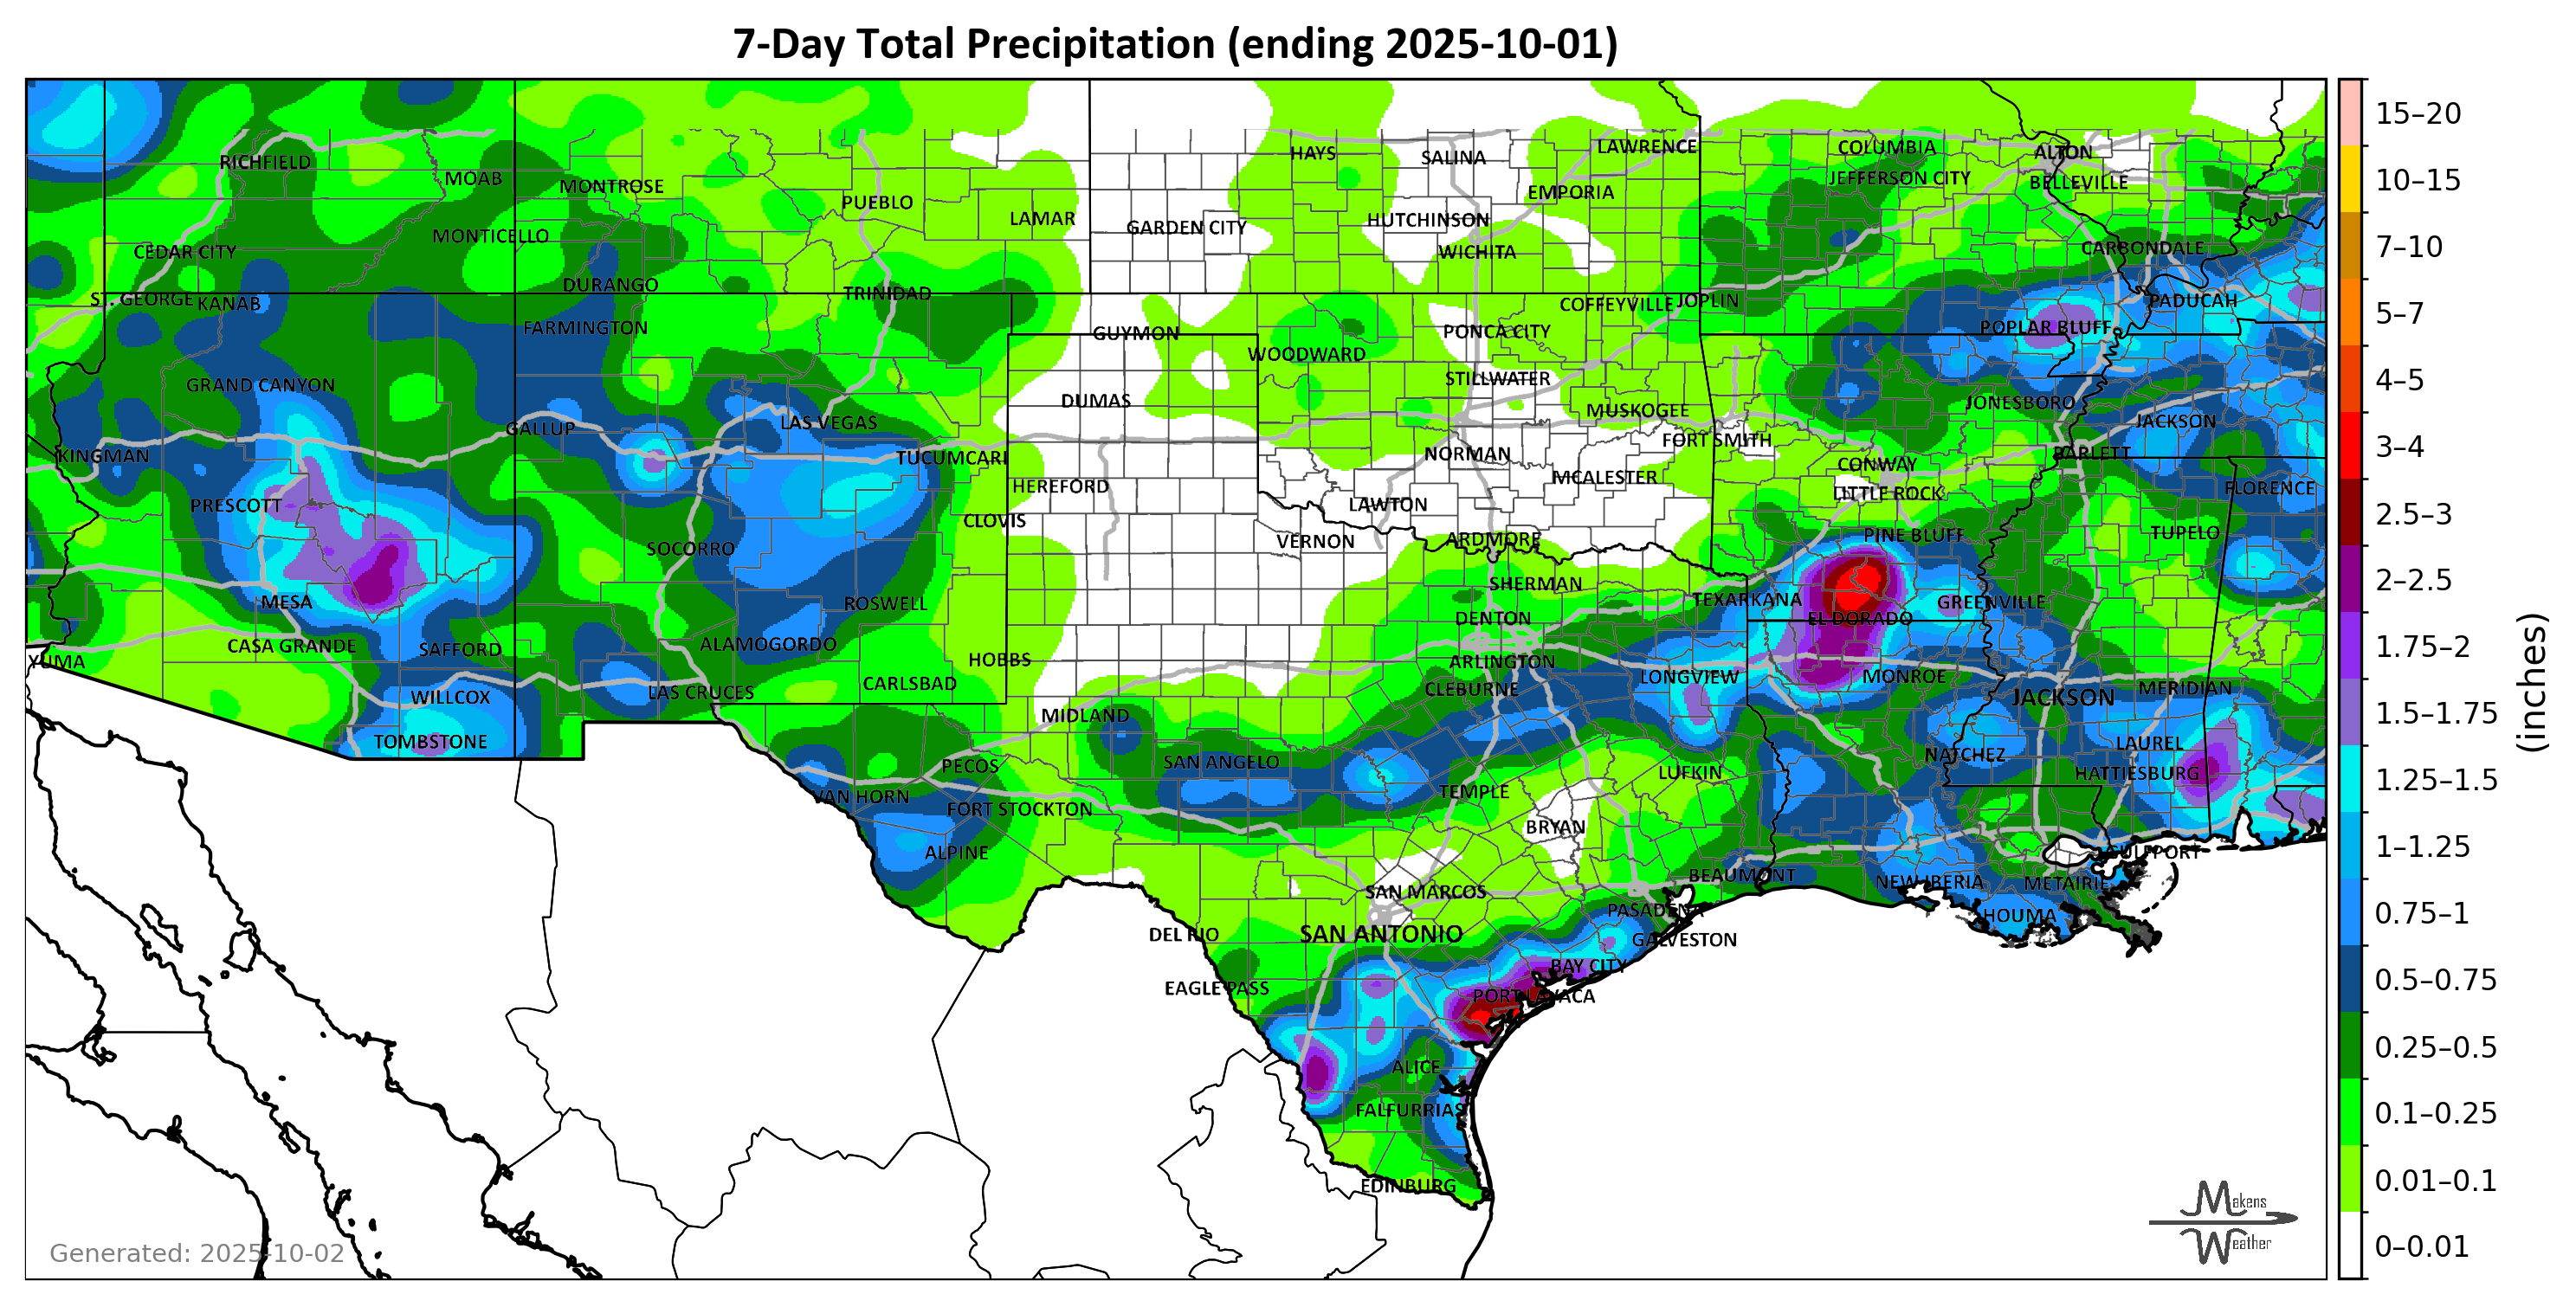 7-Day Total Precipitation (ending 2025-10-01)
RICHFIELD
MOAB
MONTROSE
PUEBLO
LAMAR
GARDEN CITY
HAYS
SALINA
LAWRENCE
EMPORIA
HUTCHINSON
WICHITA
COLUMBIA
JEFFERSON CITY
ALTON
BELLEVILLE
CARBONDALE
MONTICELLO
CEDAR CITY
DURANGO
TRINIDAD
ST. GEORGE
KANAB
FARMINGTON
GUYMON
WOODWARD
PONCA CITY
COFFEYVILLE
JOPLIN
POPLAR BLUFF
PADUCAH
GRAND CANYON
DUMAS
STILLWATER
MUSKOGEE
JONESBORO
JACKSON
GALLUP
LAS VEGAS
KINGMAN
TUCUMCARI
NORMAN
FORT SMITH
BARLETT
CONWAY
MCALESTER
HEREFORD
LITTLE ROCK
FLORENCE
PRESCOTT
LAWTON
CLOVIS
SOCORRO
VERNON
ARDMORE
PINE BLUFF
TUPELO
SHERMAN
MESA
ROSWELL
DENTON
TEXARKANA
EL DORADO
GREENVILLE
CASA GRANDE
SAFFORD
ALAMOGORDO
YUMA
HOBBS
ARLINGTON
LONGVIEW
MONROE
WILLCOX
LAS CRUCES
CARLSBAD
CLEBURNE
JACKSON
MERIDIAN
MIDLAND
TOMBSTONE
LAUREL
NATCHEZ
PECOS
SAN ANGELO
LUFKIN
HATTIESBURG
VAN HORN
FORT STOCKTON
TEMPLE
BRYAN
ALPINE
GULFPORT
BEAUMONT
NEW IBERIA
METAIRIE
SAN MARCOS
PASADENA
HOUMA
DEL RIO
SAN ANTONIO
GALVESTON
BAY CITY
EAGLE PASS
PORT LAVACA
ALICE
FALFURRIAS
EDINBURG
Generated: 2025-10-02
Makens
Weather
15–20
10–15
7–10
5–7
4–5
3–4
2.5–3
2–2.5
1.75–2
1.5–1.75
1.25–1.5
1–1.25
0.75–1
0.5–0.75
0.25–0.5
0.1–0.25
0.01–0.1
0–0.01
(inches)